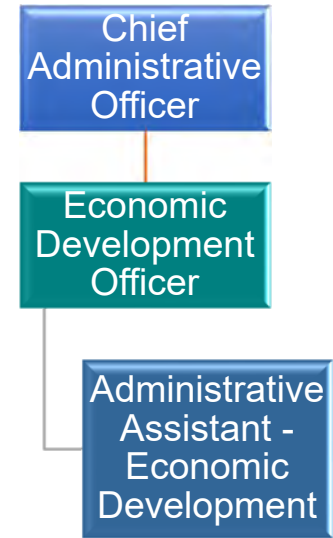 Chief
Administrative
Officer
Economic
Development
Officer
Administrative
Assistant -
Economic
Development